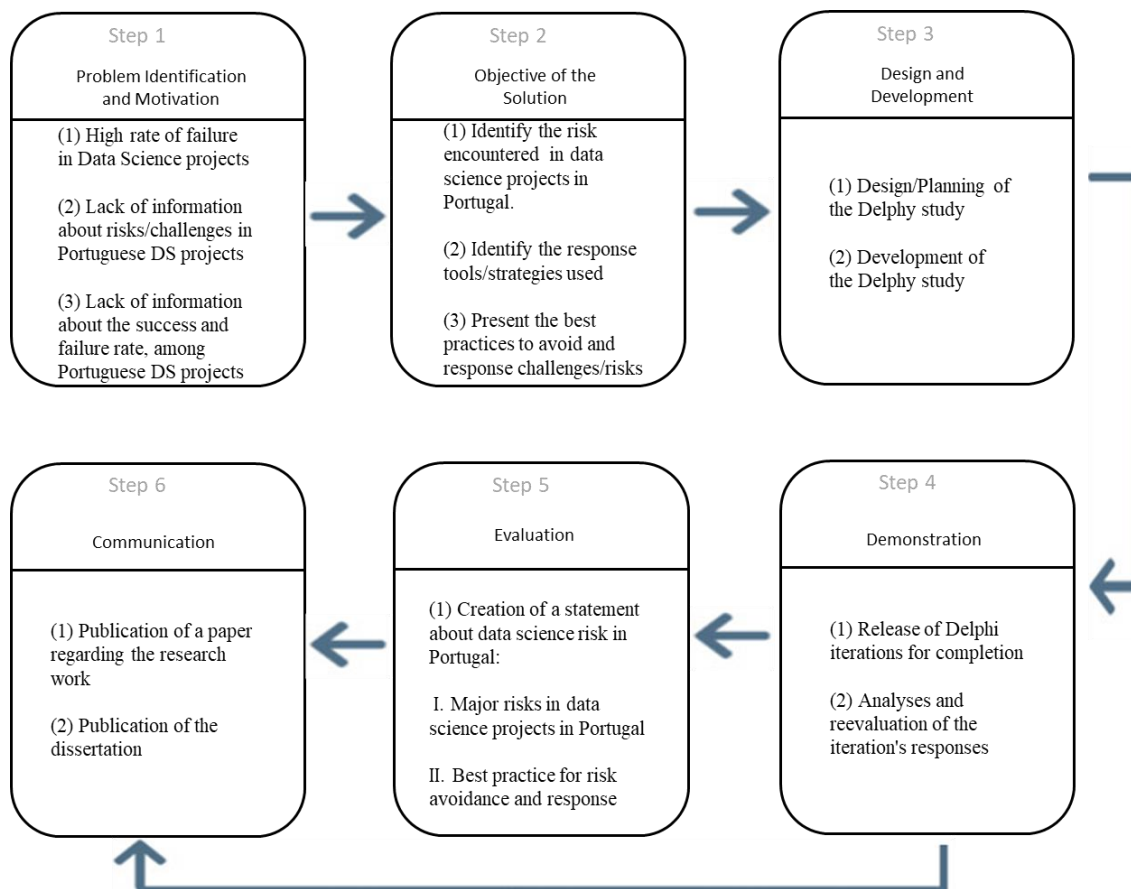 Step 1
Problem Identification
and Motivation
(1) High rate of failure
in Data Science projects
(2) Lack of information
about risks/challenges in
Portuguese DS projects
(3) Lack of information
about the success and
failure rate, among
Portuguese DS projects
Step 2
Objective of the
Solution
(1) Identify the risk
encountered in data
science projects in
Portugal.
(2) Identify the response
tools/strategies used
(3) Present the best
practices to avoid and
response challenges/risks
Step 3
Design and
Development
(1) Design/Planning of
the Delphy study
(2) Development of
the Delphy study
Step 4
Demonstration
(1) Release of Delphi
iterations for completion
(2) Analyses and
reevaluation of the
iteration's responses
Step 5
Evaluation
(1) Creation of a statement
about data science risk in
Portugal:
I. Major risks in data
science projects in Portugal
II. Best practice for risk
avoidance and response
Step 6
Communication
(1) Publication of a paper
regarding the research
work
(2) Publication of the
dissertation